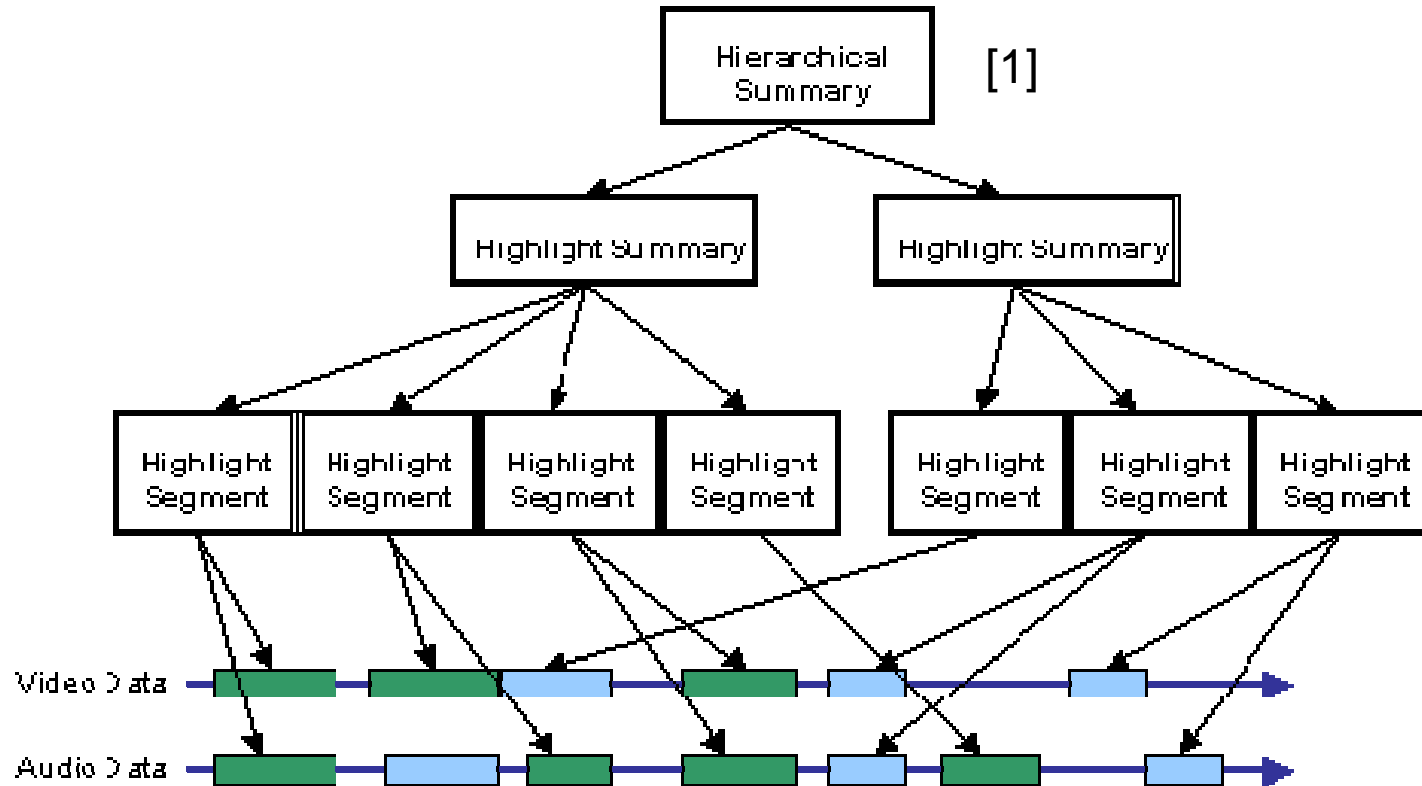 Hierarchical
Summary
[1]
Highlight Summary
Highlight Summary
Highlight
Segment
Highlight
Segment
Highlight
Segment
Highlight
Segment
Highlight
Segment
Highlight
Segment
Highlight
Segment
Video Data
Audio Data